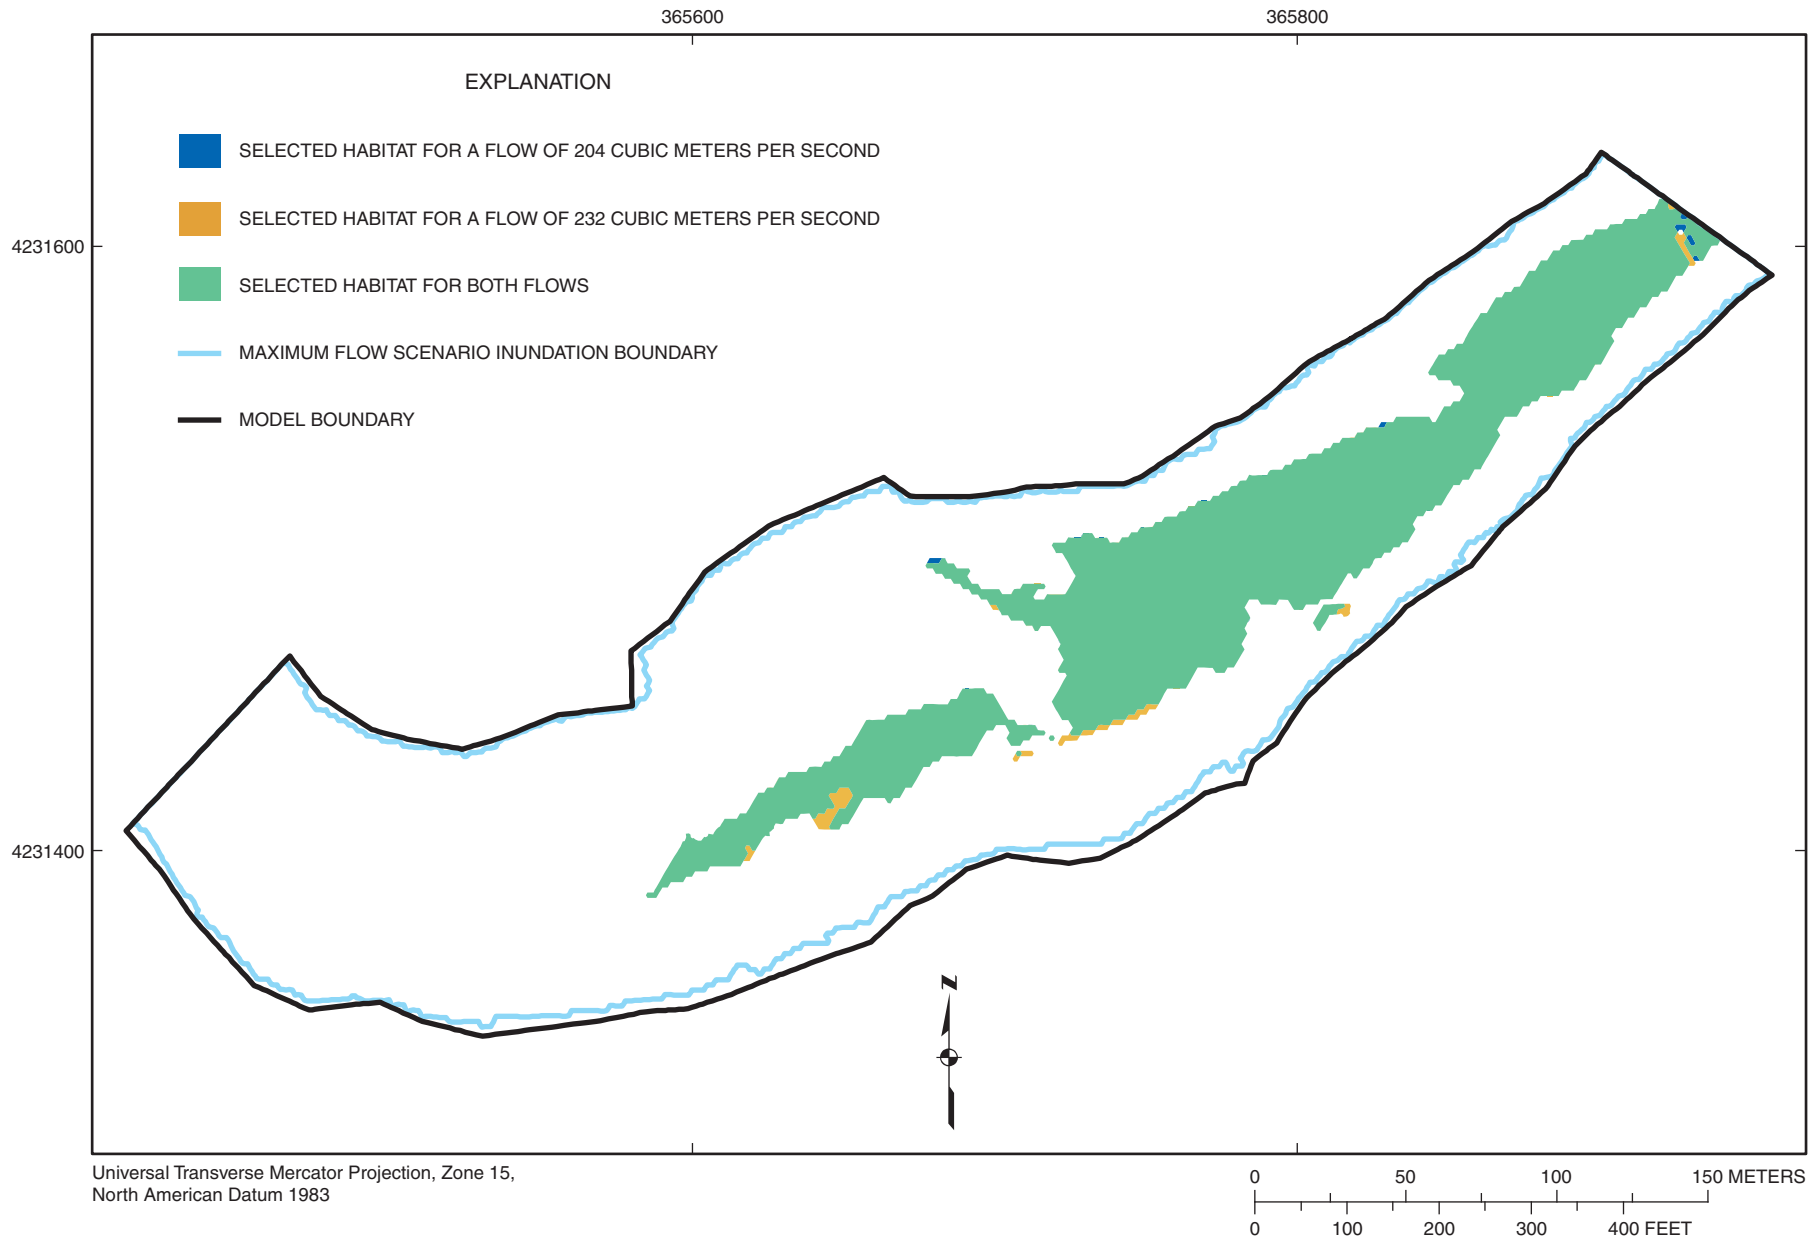 365600
365800
EXPLANATION
SELECTED HABITAT FOR A FLOW OF 204 CUBIC METERS PER SECOND
SELECTED HABITAT FOR A FLOW OF 232 CUBIC METERS PER SECOND
4231600
SELECTED HABITAT FOR BOTH FLOWS
MAXIMUM FLOW SCENARIO INUNDATION BOUNDARY
MODEL BOUNDARY
4231400
N
Universal Transverse Mercator Projection, Zone 15,
North American Datum 1983
0 50 100 150 METERS
0 100 200 300 400 FEET